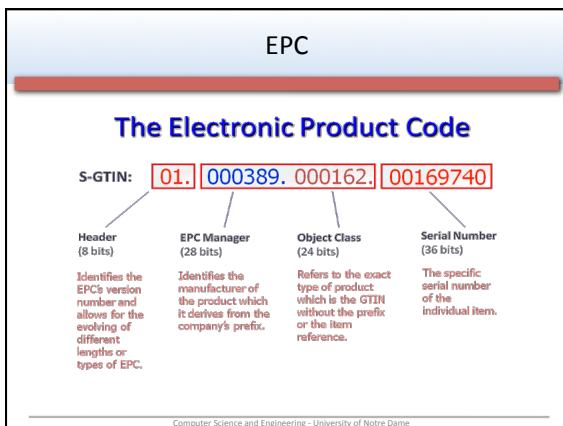 EPC
The Electronic Product Code
S-GTIN: 01. 000389. 000162. 00169740
Header
(8 bits)
Identifies the
EPC's version
number and
allows for the
evolving of
different
lengths or
types of EPC.
EPC Manager
(28 bits)
Identifies the
manufacturer of
the product which
it derives from the
company's prefix.
Object Class
(24 bits)
Refers to the exact
type of product
which is the GTIN
without the prefix
or the item
reference.
Serial Number
(36 bits)
The specific
serial number
of the
individual item.
Computer Science and Engineering - University of Notre Dame